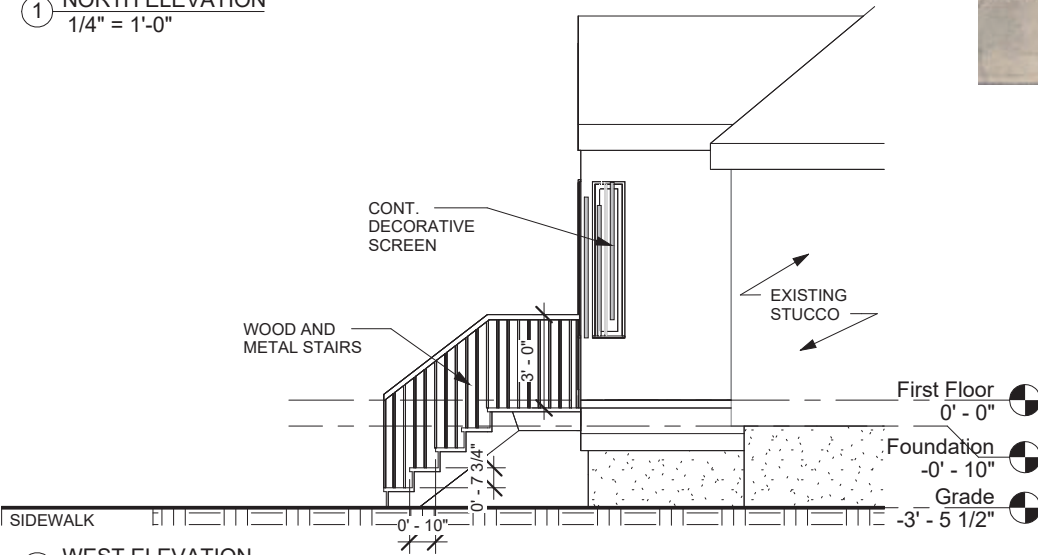 1 NORTH ELEVATION
1/4" = 1'-0"
CONT.
DECORATIVE
SCREEN
WOOD AND
METAL STAIRS
3' - 0"
EXISTING
STUCCO
First Floor
0' - 0"
Foundation
-0' - 10"
Grade
-3' - 5 1/2"
0' - 7 3/4"
0' - 10"
SIDEWALK
WEST ELEVATION